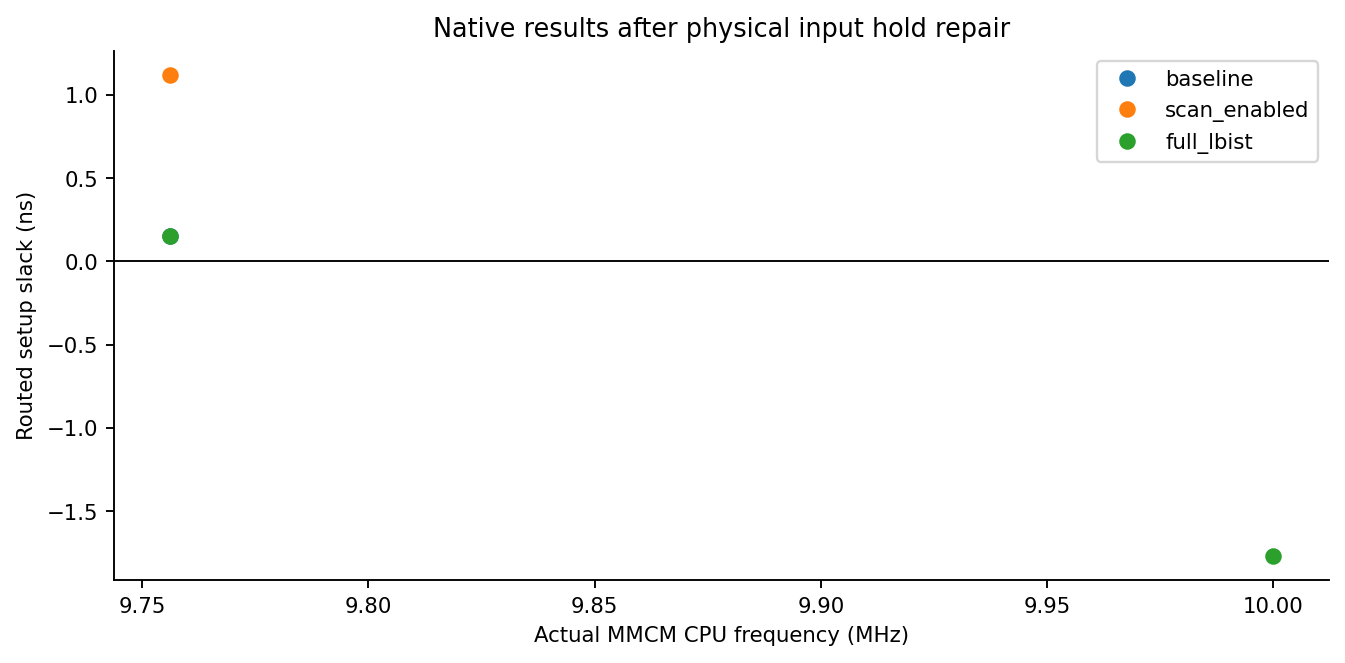 Native results after physical input hold repair
baseline
scan_enabled
full_lbist
1.0
0.5
0.0
−0.5
−1.0
−1.5
Routed setup slack (ns)
9.75 9.80 9.85 9.90 9.95 10.00
Actual MMCM CPU frequency (MHz)